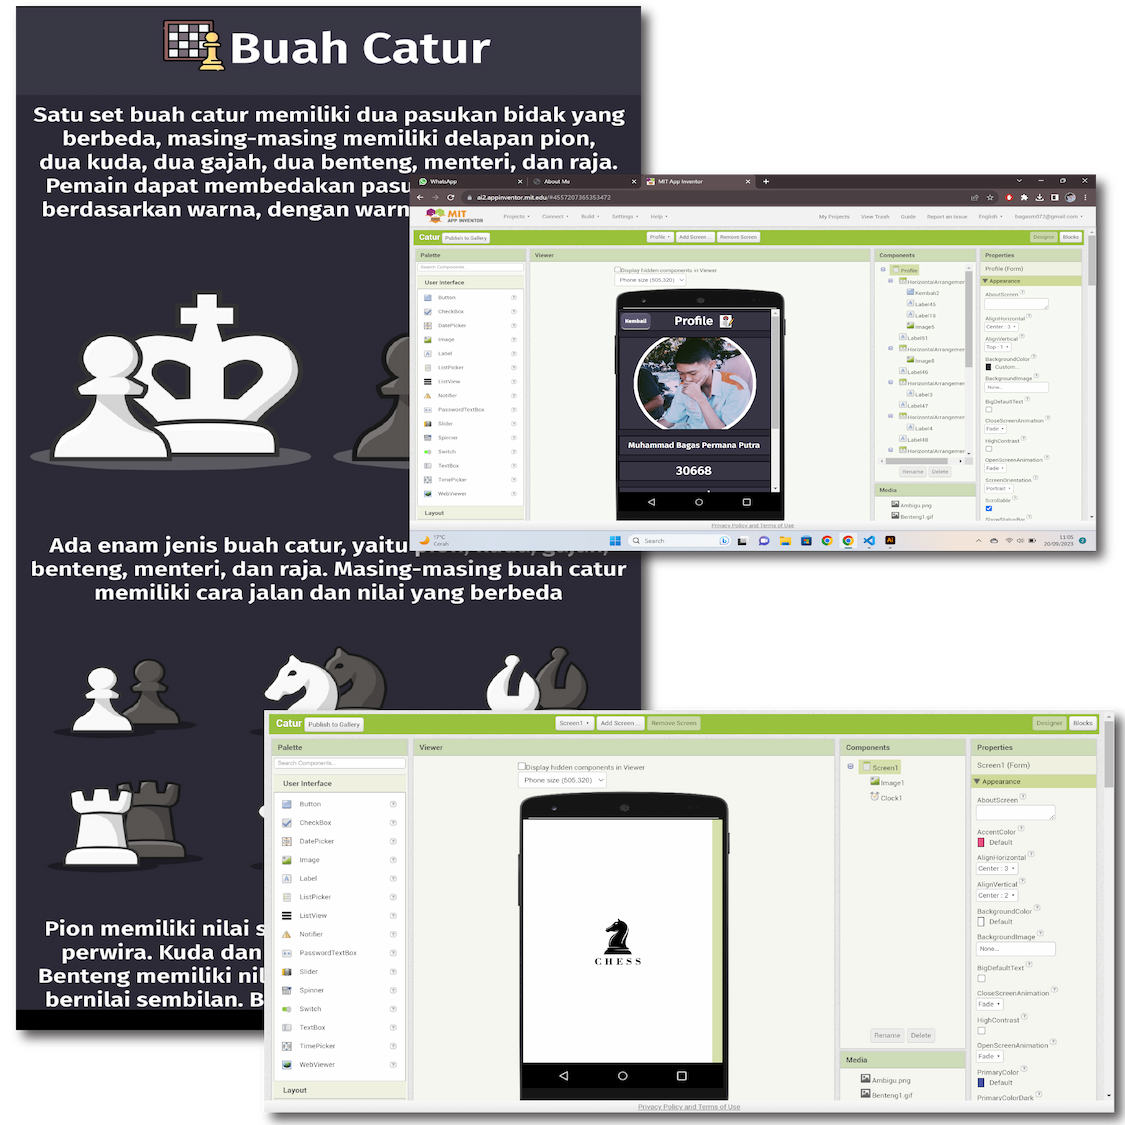 Buah Catur
Satu set buah catur memiliki dua pasukan bidak yang
berbeda, masing-masing memiliki delapan pion,
dua kuda, dua gajah, dua benteng, menteri, dan raja.
Pemain dapat membedakan pasu
berdasarkan warna, dengan warn
Ada enam jenis buah catur, yaitu
benteng, menteri, dan raja. Masing-masing buah catur
memiliki cara jalan dan nilai yang berbeda
Pion memiliki nilai s
perwira. Kuda dan
Benteng memiliki nil
bernilai sembilan. B
WhatsApp
About Me
MIT App Inventor
ai2.appinventor.mit.edu/#4557207365353472
MIT
APP INVENTOR
Projects
Connect
Build
Settings
Help
My Projects
View Trash
Guide
Report an Issue
English
bagasm072@gmail.com
Catur
Publish to Gallery
Profile
Add Screen ...
Remove Screen
Designer
Blocks
Palette
Search Components...
User Interface
Button
CheckBox
DatePicker
Image
Label
ListPicker
ListView
Notifier
PasswordTextBox
Slider
Spinner
Switch
TextBox
TimePicker
WebViewer
Layout
Viewer
Display hidden components in Viewer
Phone size (505,320)
Kembali
Profile
Muhammad Bagas Permana Putra
30668
Components
Profile
HorizontalArrangemer
Kembali2
Label45
Label18
Image5
Label51
HorizontalArrangemer
Image8
Label46
HorizontalArrangemer
Label3
Label47
HorizontalArrangemer
Label4
Label48
HorizontalArrangemer
Rename
Delete
Media
Ambigu.png
Benteng1.gif
Properties
Profile (Form)
Appearance
AboutScreen
AlignHorizontal
Center : 3
AlignVertical
Top : 1
BackgroundColor
Custom...
BackgroundImage
None...
BigDefaultText
CloseScreenAnimation
Fade
HighContrast
OpenScreenAnimation
Fade
ScreenOrientation
Portrait
Scrollable
ShowStatusBar
Privacy Policy and Terms of Use
17°C
Cerah
Search
11:05
20/09/2023
Catur
Publish to Gallery
Screen1
Add Screen ...
Remove Screen
Designer
Blocks
Palette
Search Components...
User Interface
Button
CheckBox
DatePicker
Image
Label
ListPicker
ListView
Notifier
PasswordTextBox
Slider
Spinner
Switch
TextBox
TimePicker
WebViewer
Layout
Viewer
Display hidden components in Viewer
Phone size (505,320)
CHESS
Components
Screen1
Image1
Clock1
Rename
Delete
Media
Ambigu.png
Benteng1.gif
Properties
Screen1 (Form)
Appearance
AboutScreen
AccentColor
Default
AlignHorizontal
Center : 3
AlignVertical
Center : 2
BackgroundColor
Default
BackgroundImage
None...
BigDefaultText
CloseScreenAnimation
Fade
HighContrast
OpenScreenAnimation
Fade
PrimaryColor
Default
PrimaryColorDark
Privacy Policy and Terms of Use